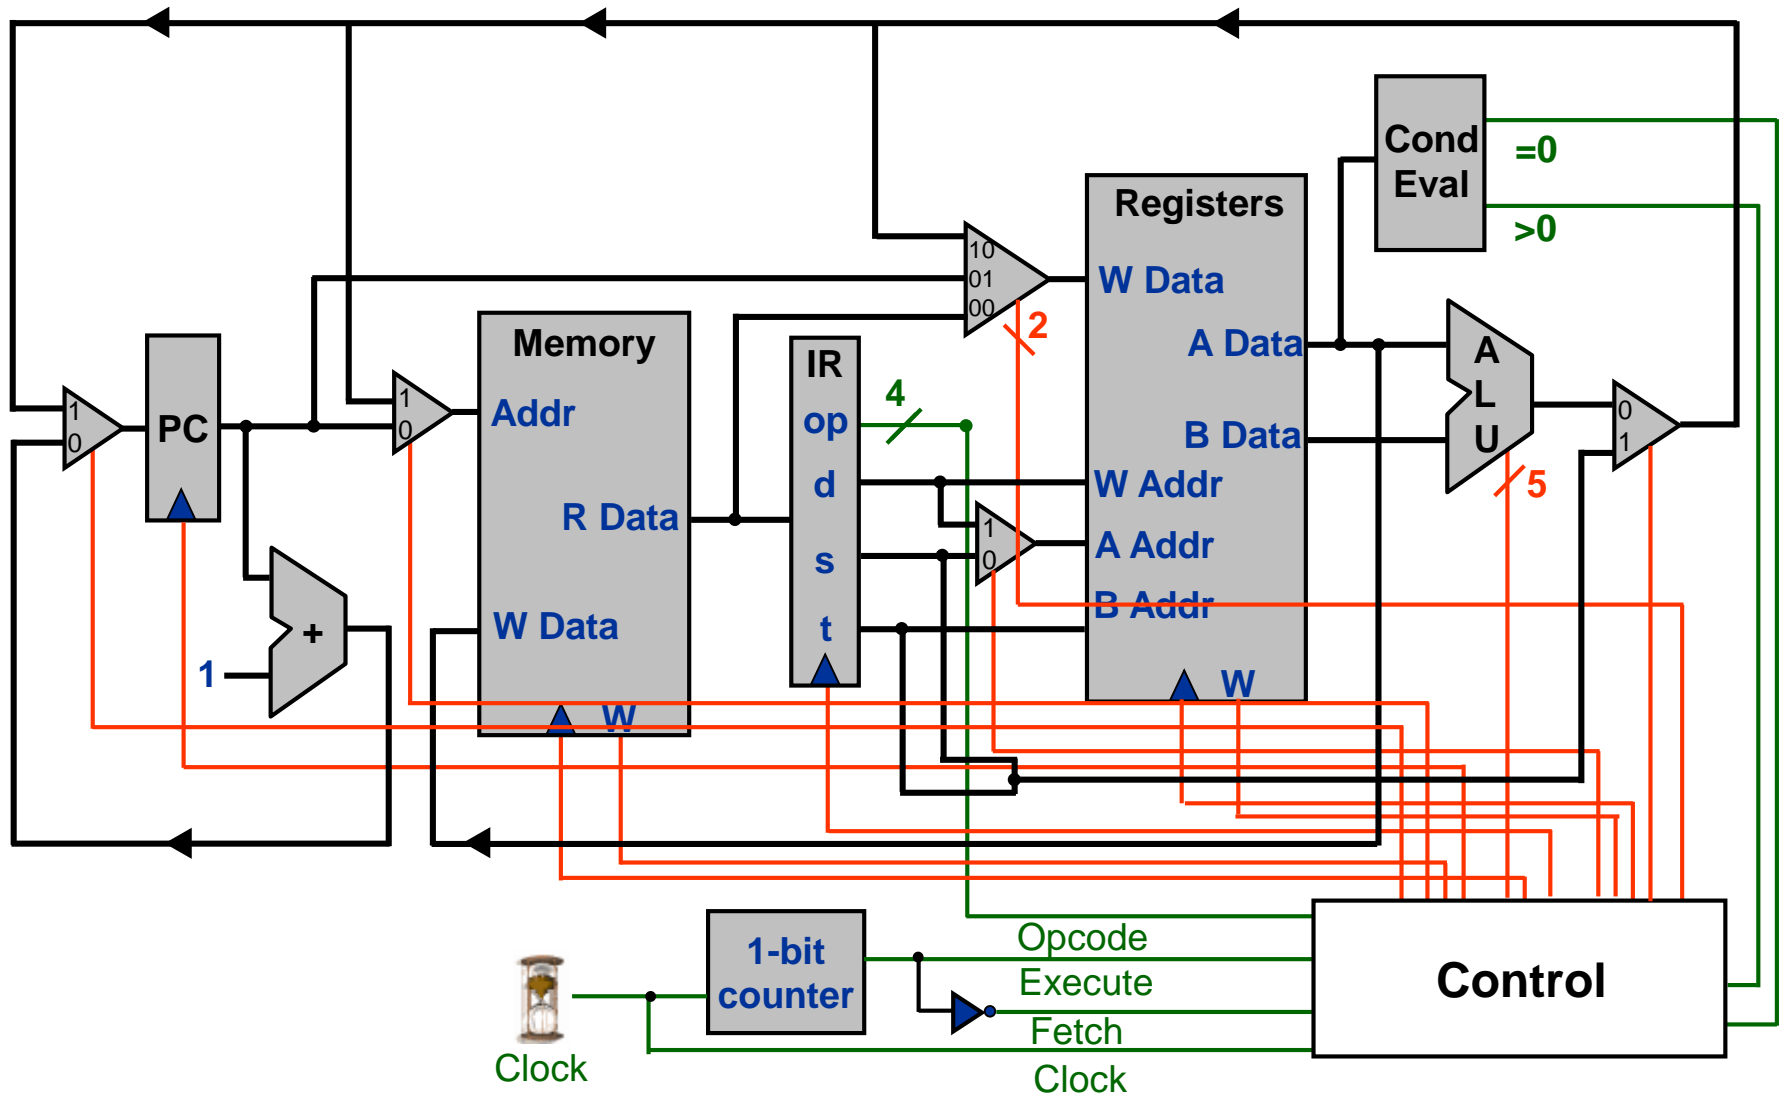 Cond
Eval
=0
>0
Registers
10
01
00
W Data
2
A Data
A
L
U
B Data
0
1
5
Memory
Addr
R Data
W Data
W
IR
op
4
d
s
t
W Addr
1
0
A Addr
B Addr
W
1
0
PC
1
0
+
1
1-bit
counter
Opcode
Execute
Fetch
Clock
Control
Clock